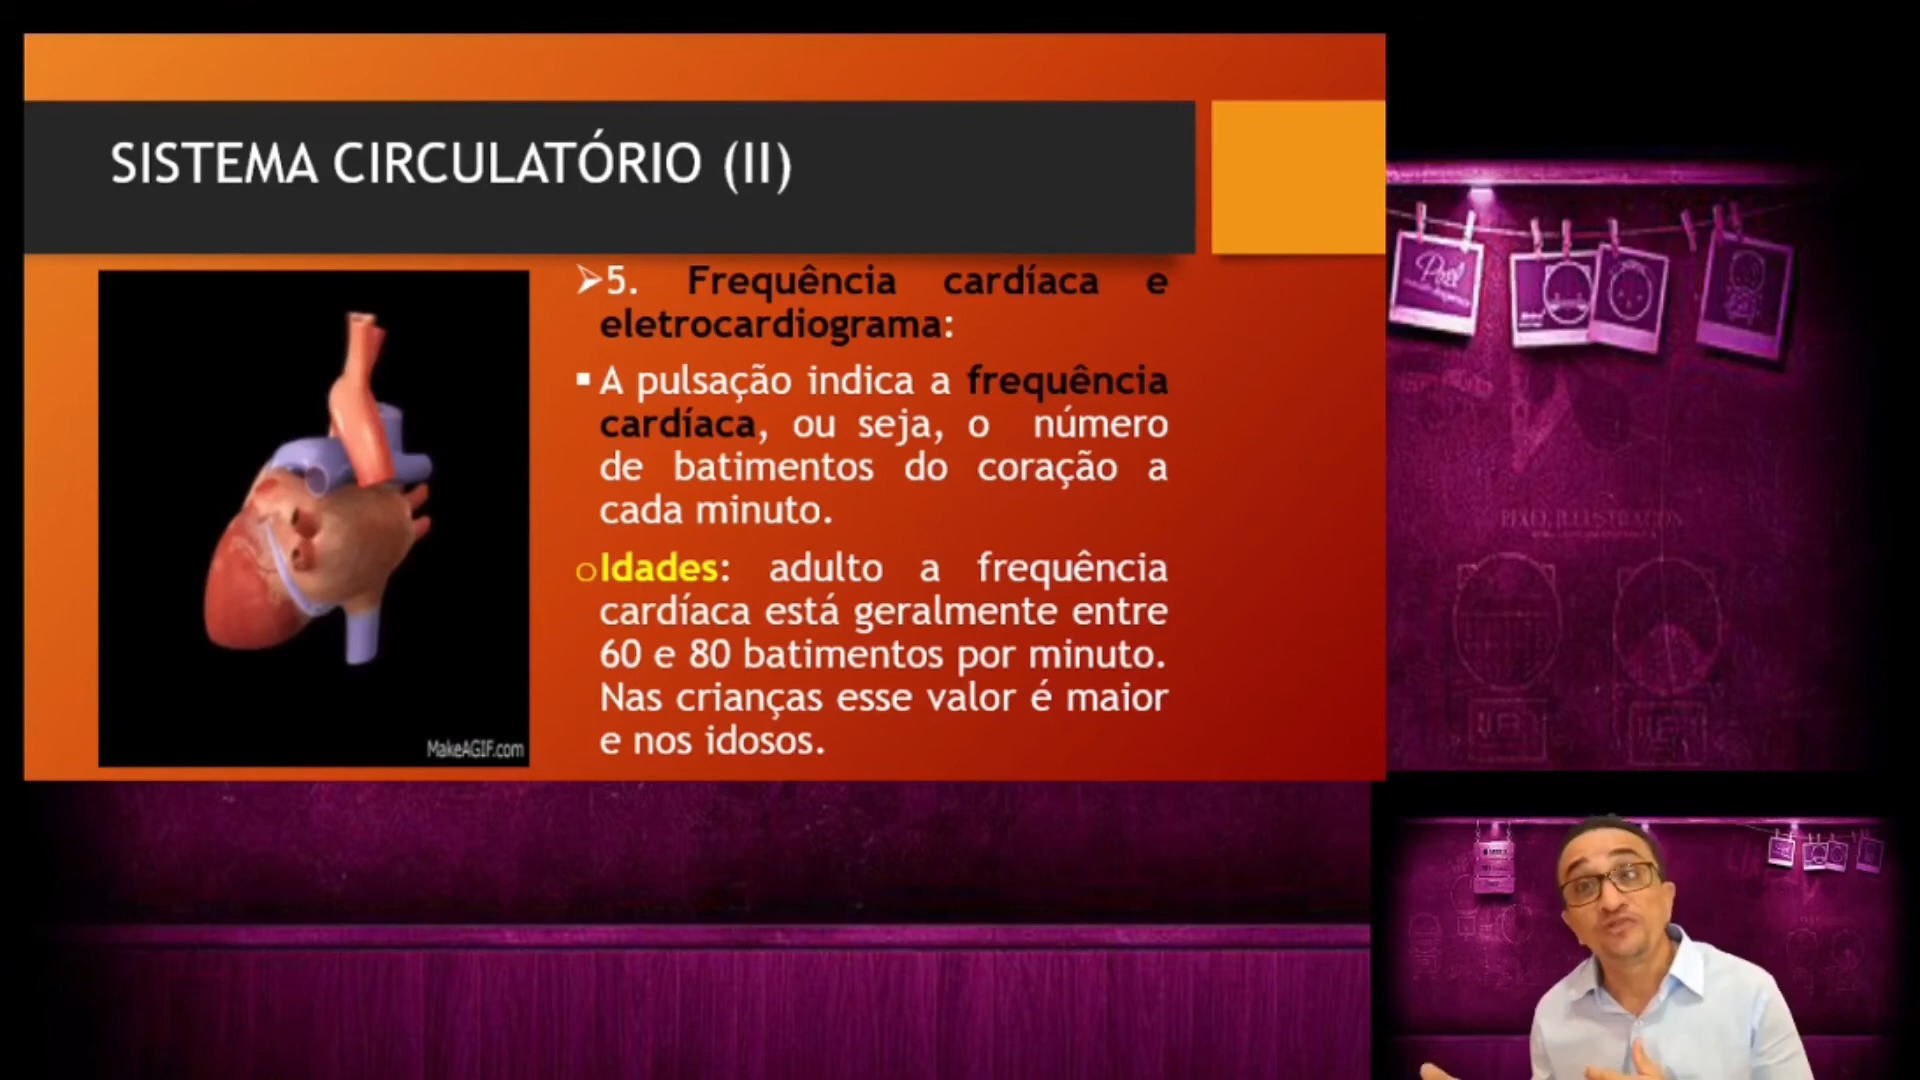 SISTEMA CIRCULATÓRIO (II)
5. Frequência cardíaca e
eletrocardiograma:
A pulsação indica a frequência
cardíaca, ou seja, o número
de batimentos do coração a
cada minuto.
Idades: adulto a frequência
cardíaca está geralmente entre
60 e 80 batimentos por minuto.
Nas crianças esse valor é maior
e nos idosos.
MakeAGIF.com
Pixel